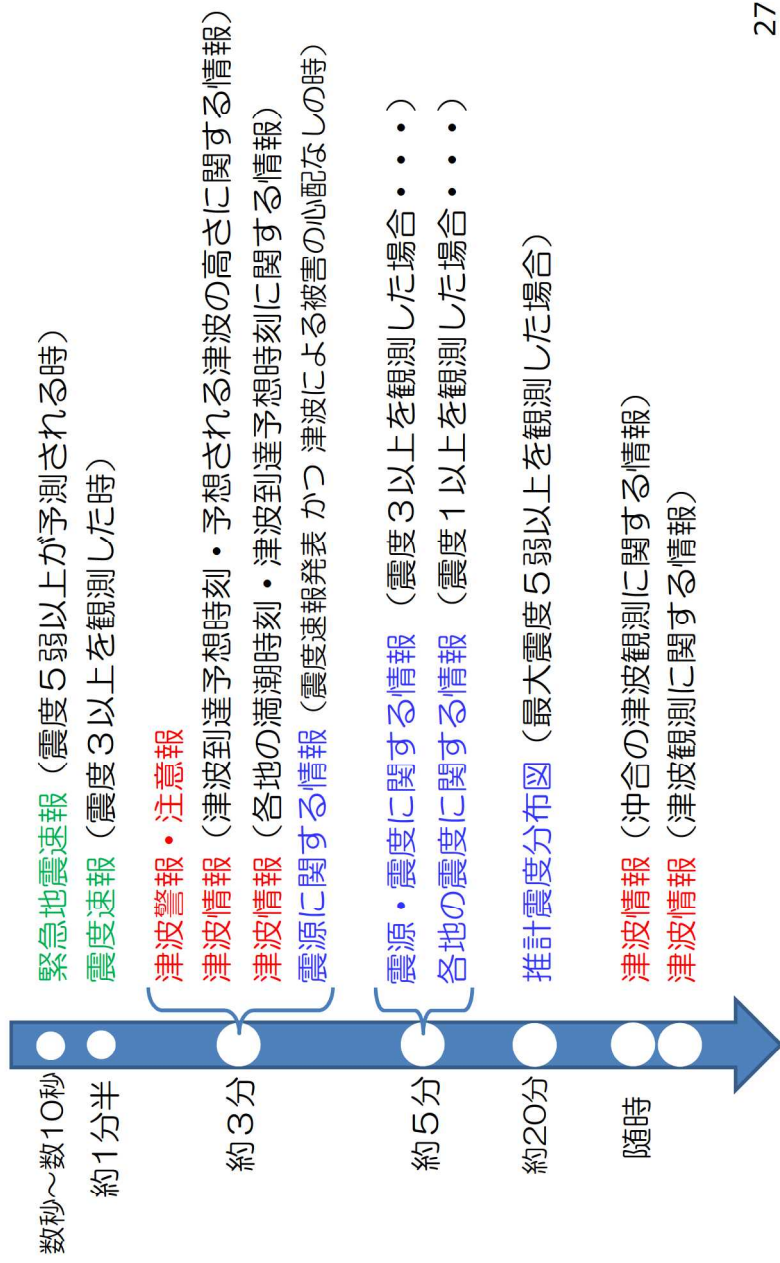 数秒～数10秒 緊急地震速報（震度５弱以上が予測される時）
約1分半 震度速報（震度３以上を観測した時）
津波警報・注意報
約３分 津波情報（津波到達予想時刻・予想される津波の高さに関する情報）
津波情報（各地の満潮時刻・津波到達予想時刻に関する情報）
震源に関する情報（震度速報発表 かつ 津波による被害の心配なしの時）
約５分 震源・震度に関する情報（震度３以上を観測した場合・・・）
各地の震度に関する情報（震度１以上を観測した場合・・・）
約20分 推計震度分布図（最大震度５弱以上を観測した場合）
随時 津波情報（沖合の津波観測に関する情報）
津波情報（津波観測に関する情報）
27